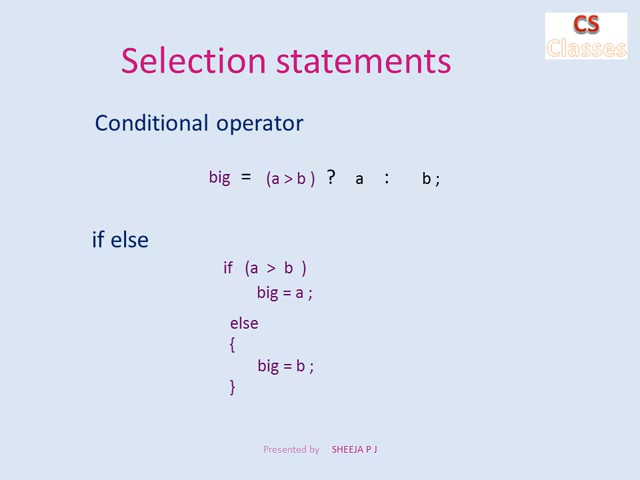 CS
Classes
Selection statements
Conditional operator
big = (a > b ) ? a : b ;
if else
if (a > b )
big = a ;
else
{
big = b ;
}
Presented by SHEEJA P J